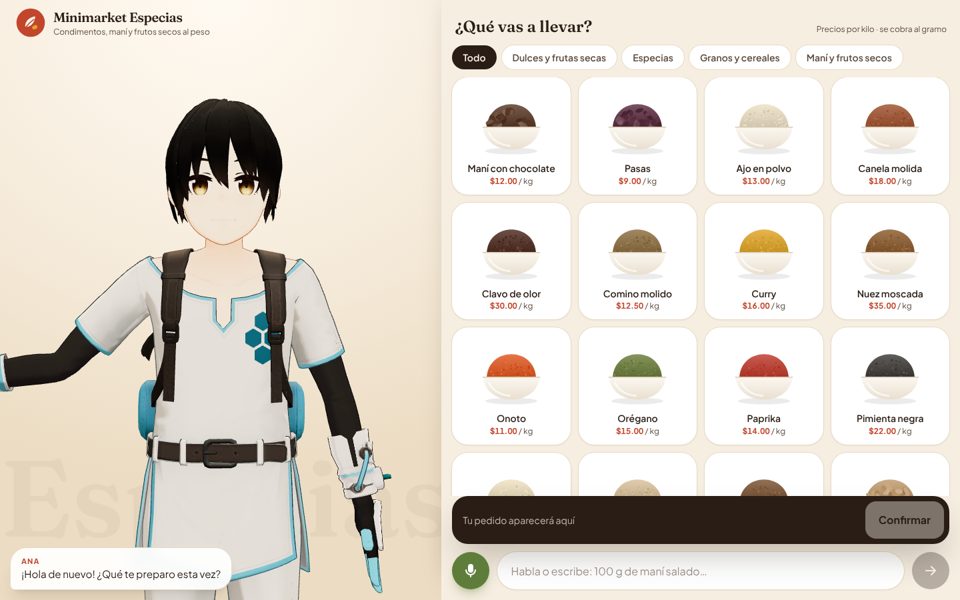 Minimarket Especias
Condimentos, maní y frutos secos al peso
¿Qué vas a llevar?
Precios por kilo · se cobra al gramo
Todo
Dulces y frutas secas
Especias
Granos y cereales
Maní y frutos secos
Maní con chocolate
$12.00 / kg
Pasas
$9.00 / kg
Ajo en polvo
$13.00 / kg
Canela molida
$18.00 / kg
Clavo de olor
$30.00 / kg
Comino molido
$12.50 / kg
Curry
$16.00 / kg
Nuez moscada
$35.00 / kg
Onoto
$11.00 / kg
Orégano
$15.00 / kg
Paprika
$14.00 / kg
Pimienta negra
$22.00 / kg
Especias
ANA
¡Hola de nuevo! ¿Qué te preparo esta vez?
Tu pedido aparecerá aquí
Confirmar
Habla o escribe: 100 g de maní salado...